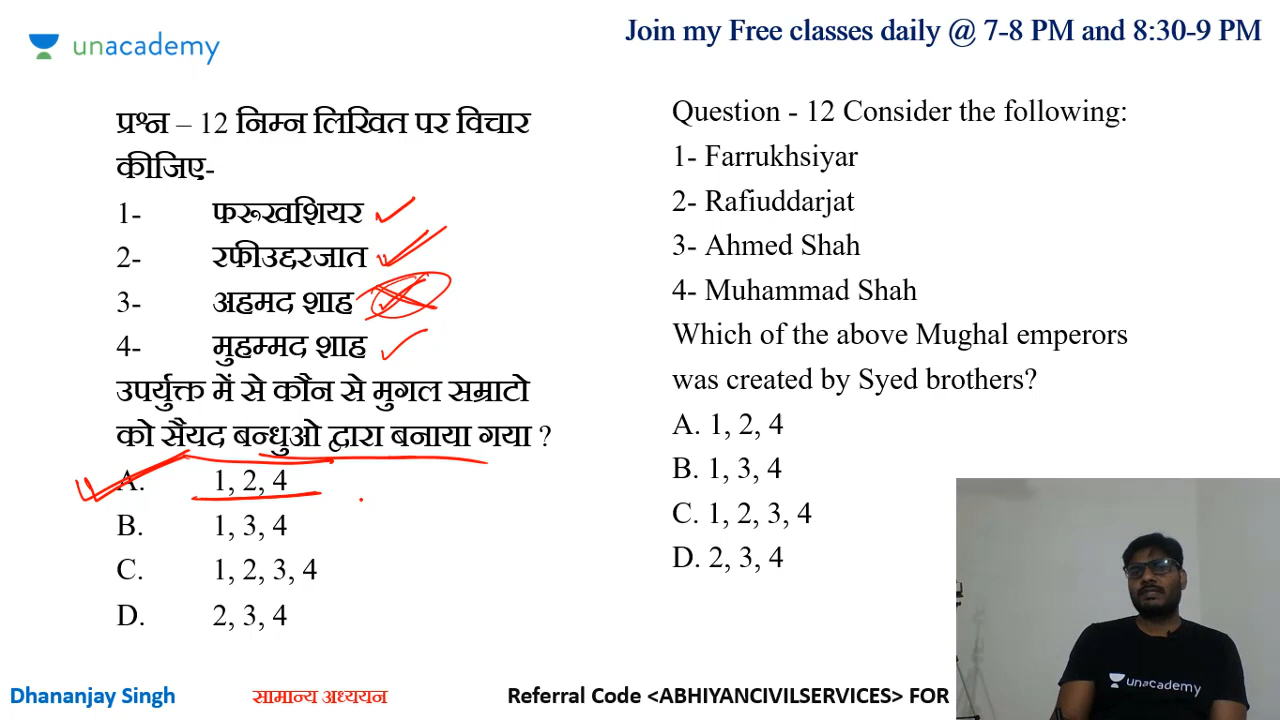 unacademy
Join my Free classes daily @ 7-8 PM and 8:30-9 PM
प्रश्न – 12 निम्न लिखित पर विचार
कीजिए-
1- फरूखशियर
2- रफीउद्दरजात
3- अहमद शाह
4- मुहम्मद शाह
उपर्युक्त में से कौन से मुगल सम्राटो
को सैयद बन्धुओ द्वारा बनाया गया ?
A. 1, 2, 4
B. 1, 3, 4
C. 1, 2, 3, 4
D. 2, 3, 4
Question - 12 Consider the following:
1- Farrukhsiyar
2- Rafiuddarjat
3- Ahmed Shah
4- Muhammad Shah
Which of the above Mughal emperors
was created by Syed brothers?
A. 1, 2, 4
B. 1, 3, 4
C. 1, 2, 3, 4
D. 2, 3, 4
unacademy
Dhananjay Singh सामान्य अध्ययन Referral Code <ABHIYANCIVILSERVICES> FOR